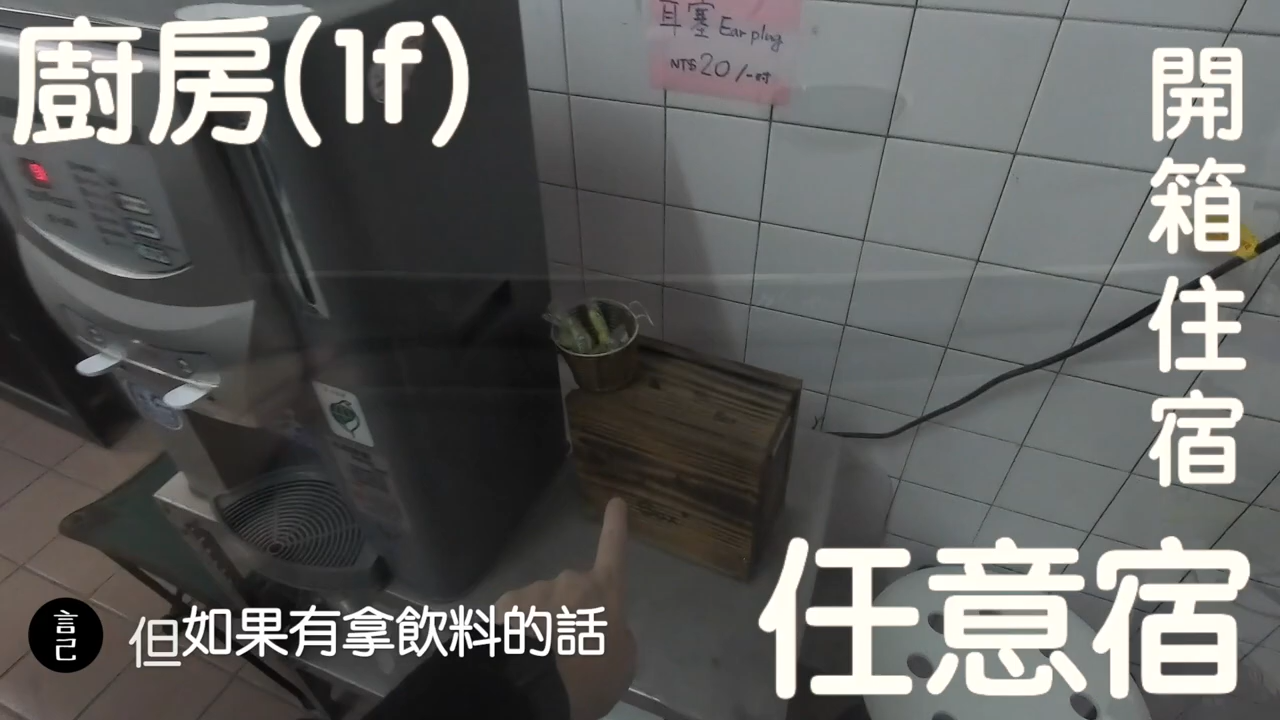 廚房(1f)
耳塞 Ear plug
NT$20/一対
開箱住宿
任意宿
言己
但如果有拿飲料的話